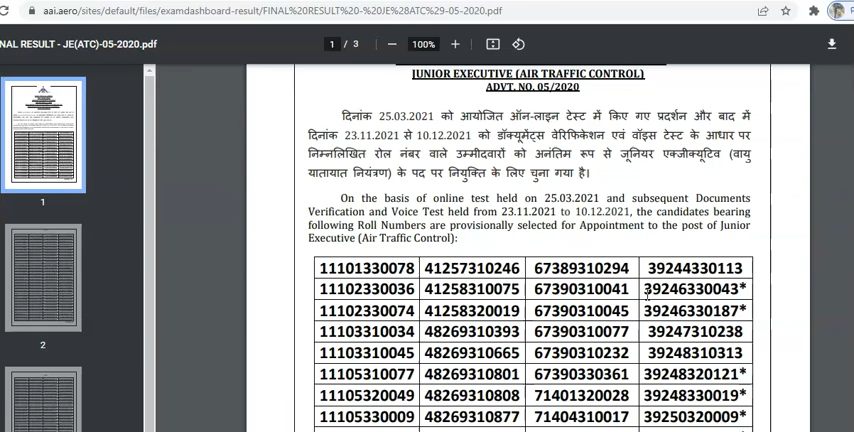 aai.aero/sites/default/files/examdashboard-result/FINAL%20RESULT%20-%20JE%28ATC%29-05-2020.pdf
NAL RESULT - JE(ATC)-05-2020.pdf
1 / 3
100%
JUNIOR EXECUTIVE (AIR TRAFFIC CONTROL)
ADVT. NO. 05/2020
दिनांक 25.03.2021 को आयोजित ऑन-लाइन टेस्ट में किए गए प्रदर्शन और बाद में
दिनांक 23.11.2021 से 10.12.2021 को डॉक्यूमेंट्स वेरिफिकेशन एवं वॉइस टेस्ट के आधार पर
निम्नलिखित रोल नंबर वाले उम्मीदवारों को अनंतिम रूप से जूनियर एक्जीक्यूटिव (वायु
यातायात नियंत्रण) के पद पर नियुक्ति के लिए चुना गया है।
On the basis of online test held on 25.03.2021 and subsequent Documents
Verification and Voice Test held from 23.11.2021 to 10.12.2021, the candidates bearing
following Roll Numbers are provisionally selected for Appointment to the post of Junior
Executive (Air Traffic Control):
11101330078 41257310246 67389310294 39244330113
11102330036 41258310075 67390310041 39246330043*
11102330074 41258320019 67390310045 39246330187*
11103310034 48269310393 67390310077 39247310238
11103310045 48269310665 67390310232 39248310313
11105310077 48269310801 67390330361 39248320121*
11105320049 48269310808 71401320028 39248330019*
11105330009 48269310877 71404310017 39250320009*
1
2